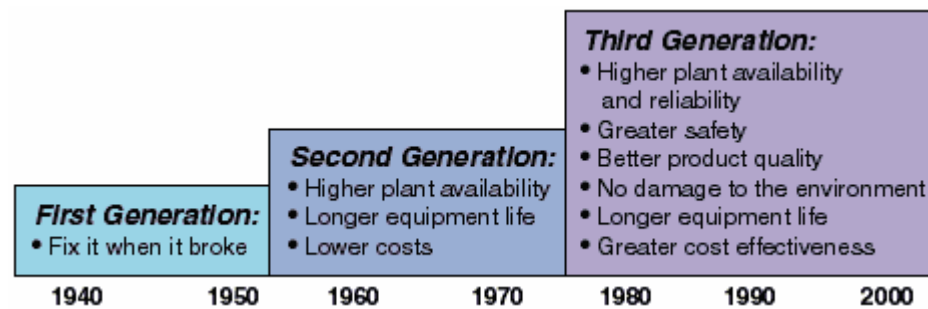 First Generation:
• Fix it when it broke
Second Generation:
• Higher plant availability
• Longer equipment life
• Lower costs
Third Generation:
• Higher plant availability
and reliability
• Greater safety
• Better product quality
• No damage to the environment
• Longer equipment life
• Greater cost effectiveness
1940 1950 1960 1970 1980 1990 2000